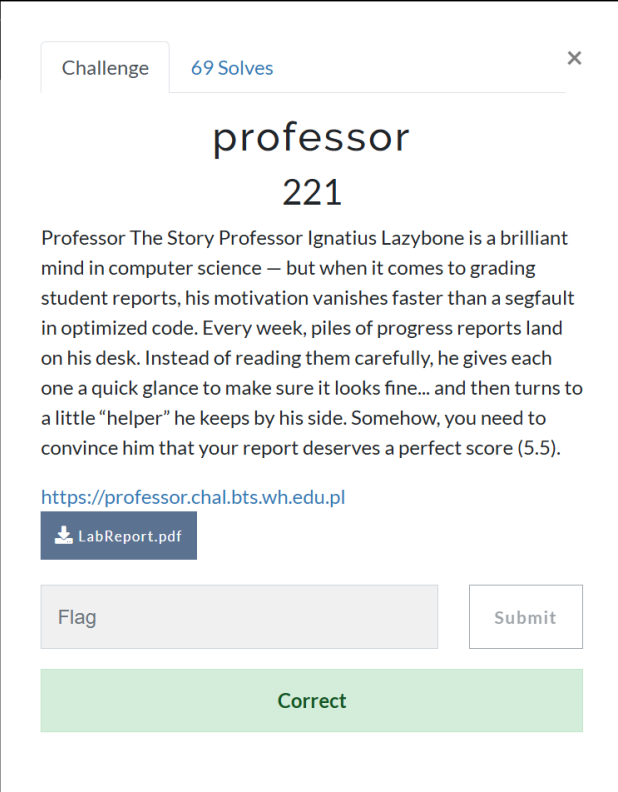 Challenge
69 Solves
×
professor
221
Professor The Story Professor Ignatius Lazybone is a brilliant
mind in computer science — but when it comes to grading
student reports, his motivation vanishes faster than a segfault
in optimized code. Every week, piles of progress reports land
on his desk. Instead of reading them carefully, he gives each
one a quick glance to make sure it looks fine... and then turns to
a little “helper” he keeps by his side. Somehow, you need to
convince him that your report deserves a perfect score (5.5).
https://professor.chal.bts.wh.edu.pl
LabReport.pdf
Flag
Submit
Correct